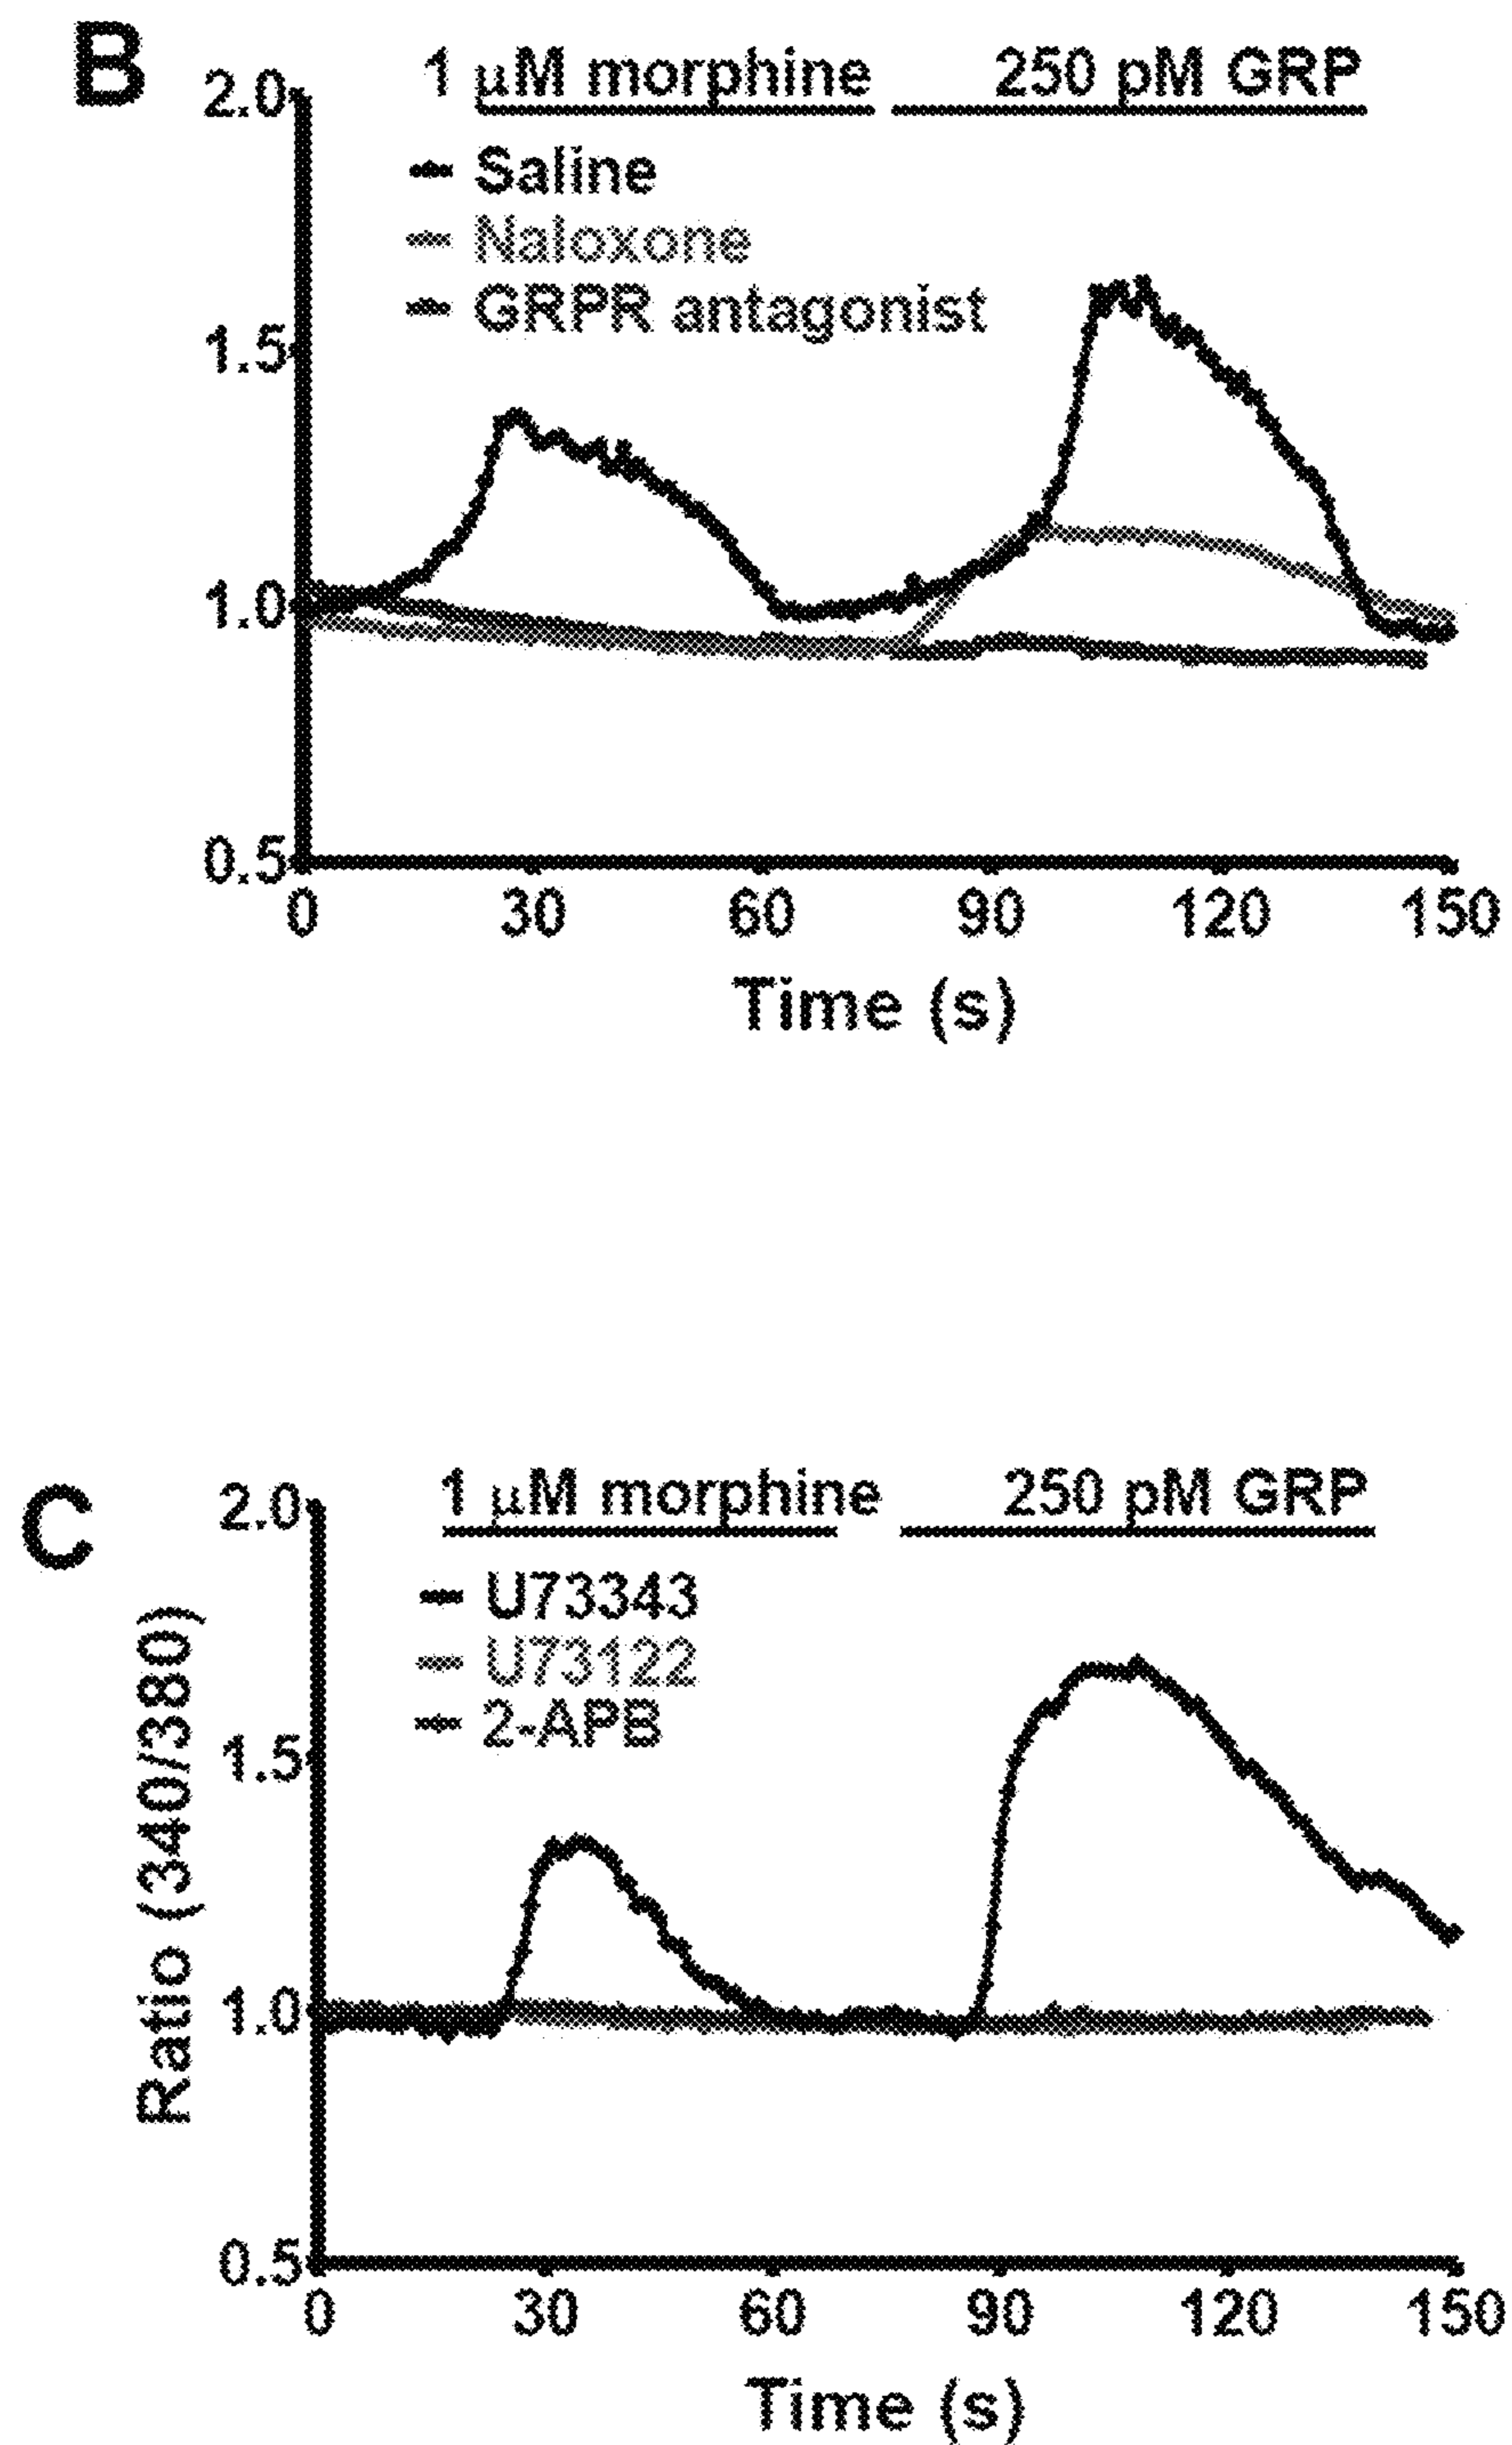 B
1 μM morphine 250 pM GRP
2.0
Saline
Naloxone
GRPR antagonist
1.5
1.0
0.5
0 30 60 90 120 150
Time (s)
C
1 μM morphine 250 pM GRP
2.0
U73343
U73122
2-APB
Ratio (340/380)
1.5
1.0
0.5
0 30 60 90 120 150
Time (s)